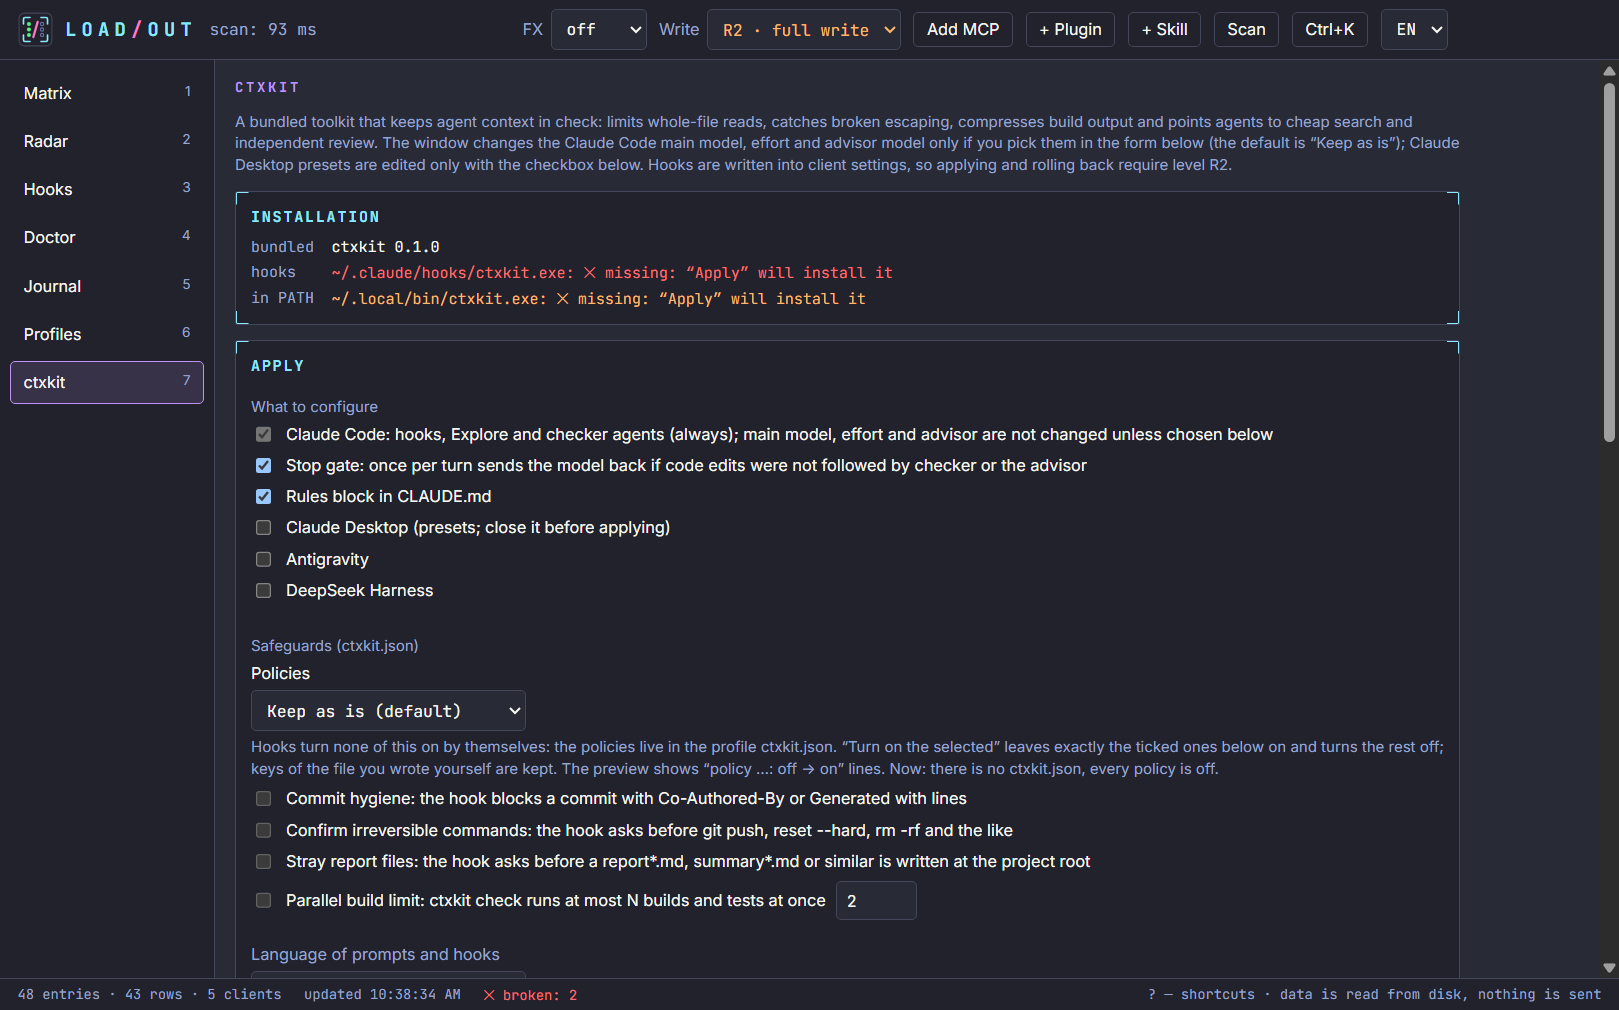 LOAD/OUT scan: 93 ms FX off Write R2 · full write Add MCP + Plugin + Skill Scan Ctrl+K EN
Matrix 1
Radar 2
Hooks 3
Doctor 4
Journal 5
Profiles 6
ctxkit 7
CTXKIT
A bundled toolkit that keeps agent context in check: limits whole-file reads, catches broken escaping, compresses build output and points agents to cheap search and
independent review. The window changes the Claude Code main model, effort and advisor model only if you pick them in the form below (the default is “Keep as is”); Claude
Desktop presets are edited only with the checkbox below. Hooks are written into client settings, so applying and rolling back require level R2.
INSTALLATION
bundled ctxkit 0.1.0
hooks ~/.claude/hooks/ctxkit.exe: ✕ missing: “Apply” will install it
in PATH ~/.local/bin/ctxkit.exe: ✕ missing: “Apply” will install it
APPLY
What to configure
Claude Code: hooks, Explore and checker agents (always); main model, effort and advisor are not changed unless chosen below
Stop gate: once per turn sends the model back if code edits were not followed by checker or the advisor
Rules block in CLAUDE.md
Claude Desktop (presets; close it before applying)
Antigravity
DeepSeek Harness
Safeguards (ctxkit.json)
Policies
Keep as is (default)
Hooks turn none of this on by themselves: the policies live in the profile ctxkit.json. “Turn on the selected” leaves exactly the ticked ones below on and turns the rest off;
keys of the file you wrote yourself are kept. The preview shows “policy …: off → on” lines. Now: there is no ctxkit.json, every policy is off.
Commit hygiene: the hook blocks a commit with Co-Authored-By or Generated with lines
Confirm irreversible commands: the hook asks before git push, reset --hard, rm -rf and the like
Stray report files: the hook asks before a report*.md, summary*.md or similar is written at the project root
Parallel build limit: ctxkit check runs at most N builds and tests at once 2
Language of prompts and hooks
48 entries · 43 rows · 5 clients updated 10:38:34 AM ✕ broken: 2 ? — shortcuts · data is read from disk, nothing is sent